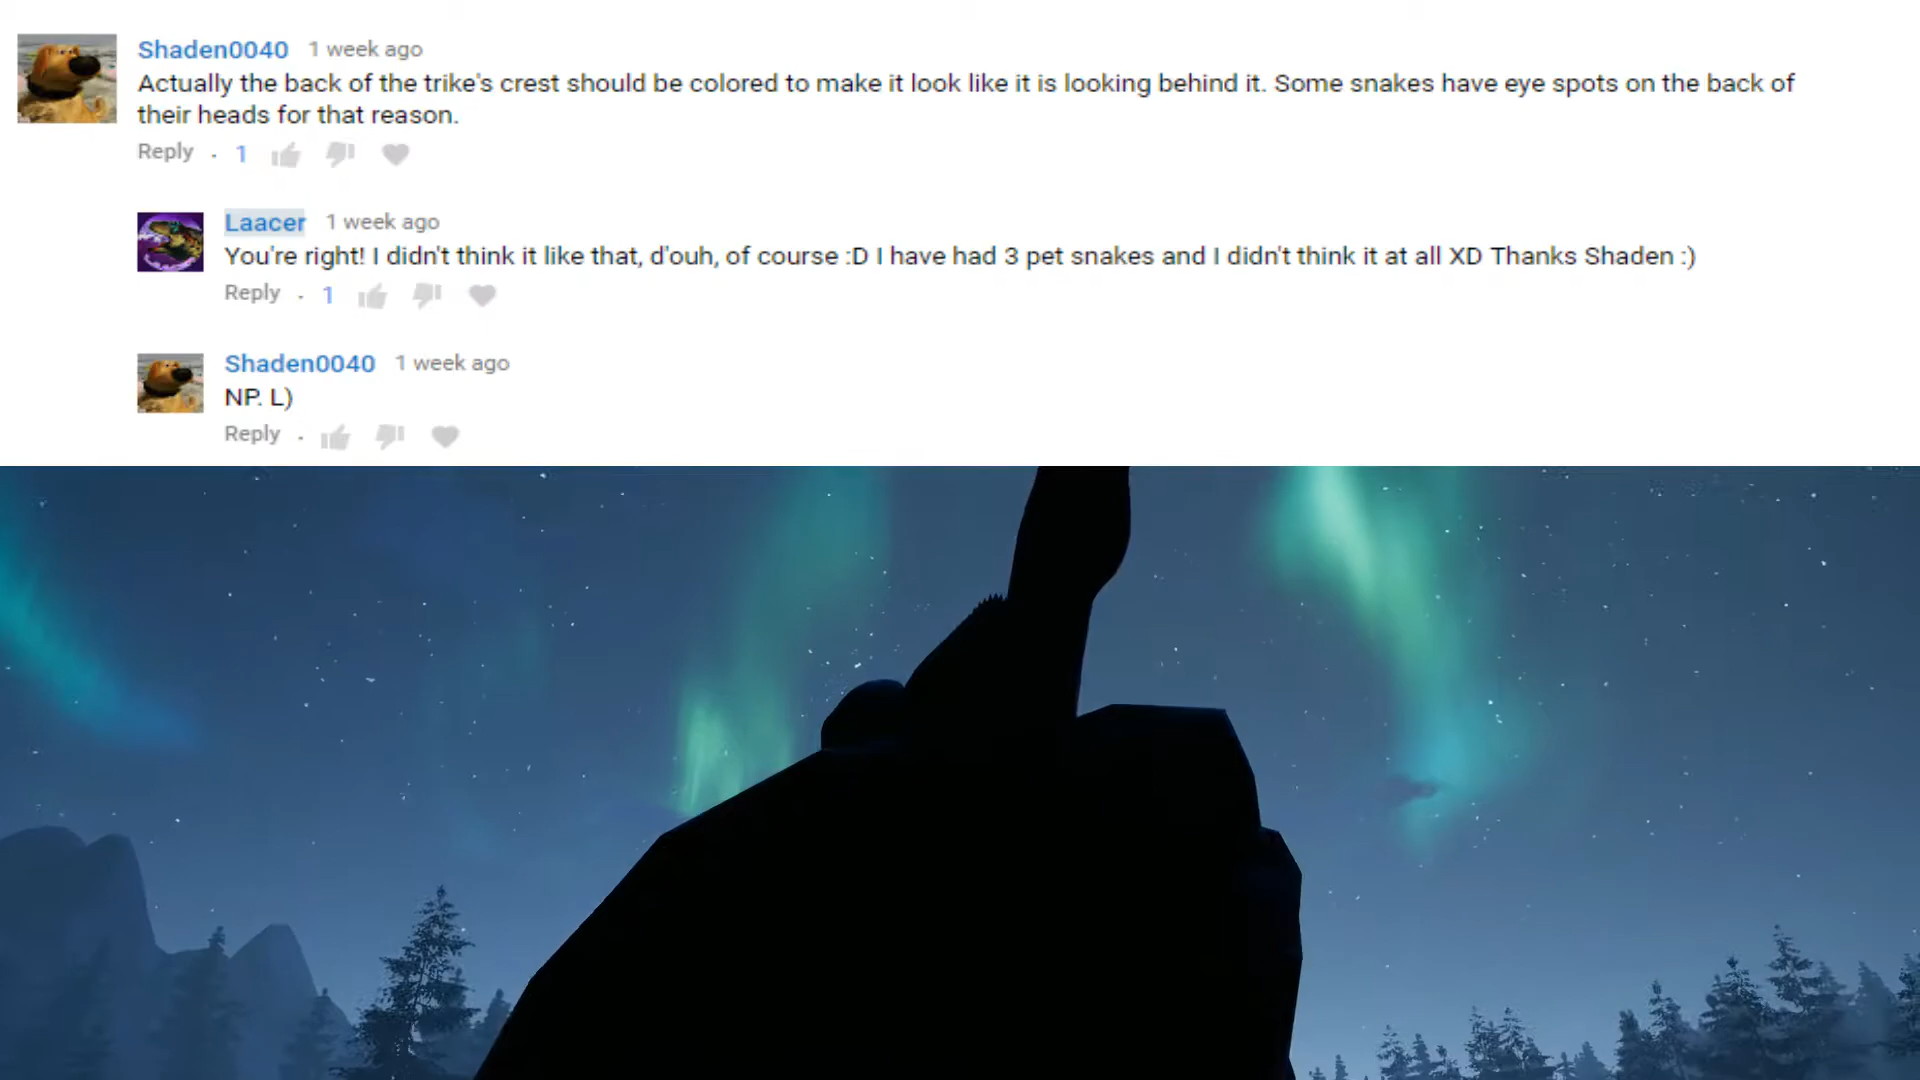 Shaden0040 1 week ago
Actually the back of the trike's crest should be colored to make it look like it is looking behind it. Some snakes have eye spots on the back of
their heads for that reason.
Reply . 1
Laacer 1 week ago
You're right! I didn't think it like that, d'ouh, of course :D I have had 3 pet snakes and I didn't think it at all XD Thanks Shaden :)
Reply . 1
Shaden0040 1 week ago
NP. L)
Reply .